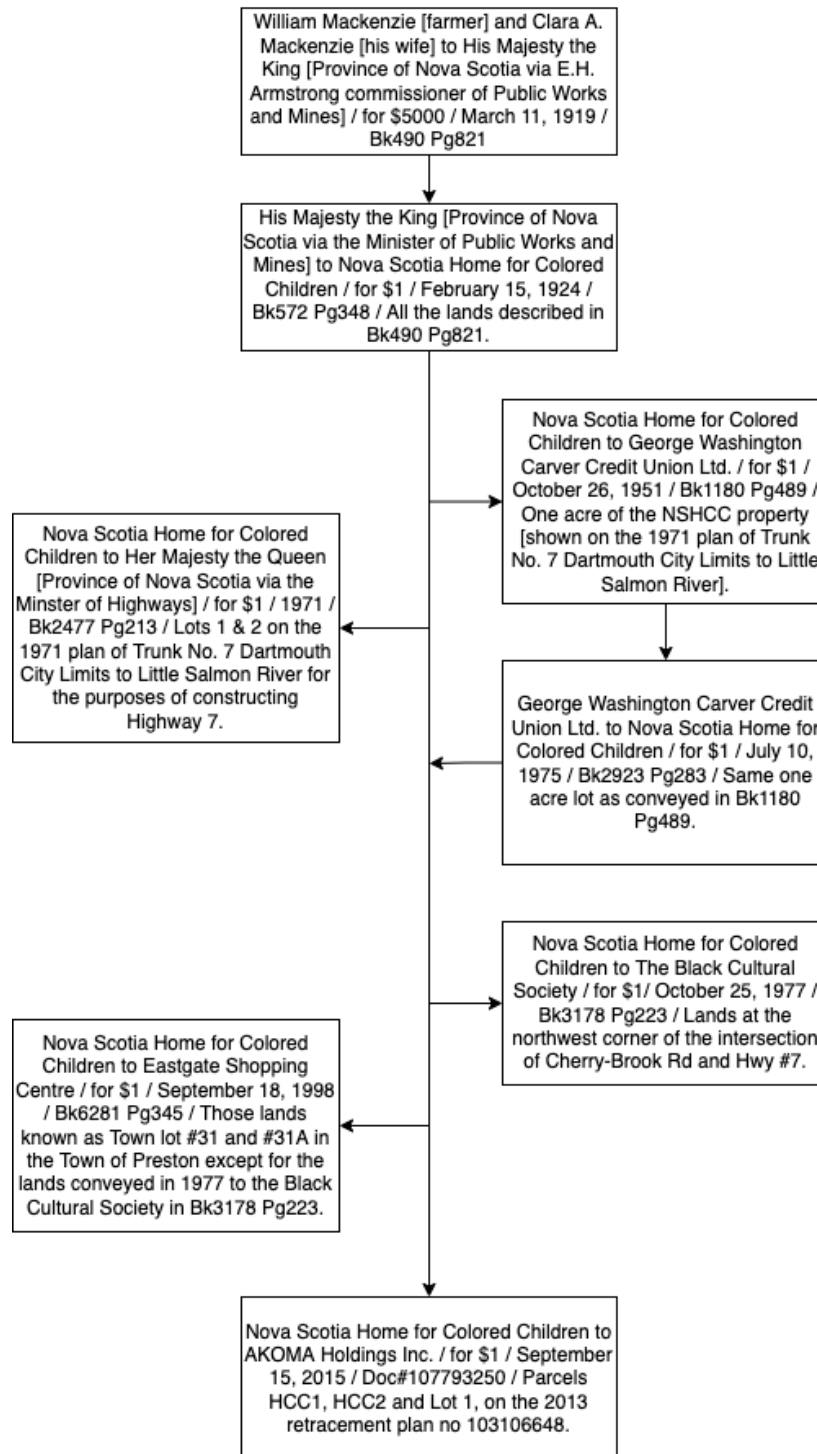 William Mackenzie [farmer] and Clara A.
Mackenzie [his wife] to His Majesty the
King [Province of Nova Scotia via E.H.
Armstrong commissioner of Public Works
and Mines] / for $5000 / March 11, 1919 /
Bk490 Pg821
His Majesty the King [Province of Nova
Scotia via the Minister of Public Works and
Mines] to Nova Scotia Home for Colored
Children / for $1 / February 15, 1924 /
Bk572 Pg348 / All the lands described in
Bk490 Pg821.
Nova Scotia Home for Colored
Children to George Washington
Carver Credit Union Ltd. / for $1 /
October 26, 1951 / Bk1180 Pg489 /
One acre of the NSHCC property
[shown on the 1971 plan of Trunk
No. 7 Dartmouth City Limits to Little
Salmon River].
Nova Scotia Home for Colored
Children to Her Majesty the Queen
[Province of Nova Scotia via the
Minster of Highways] / for $1 / 1971 /
Bk2477 Pg213 / Lots 1 & 2 on the
1971 plan of Trunk No. 7 Dartmouth
City Limits to Little Salmon River for
the purposes of constructing
Highway 7.
George Washington Carver Credit
Union Ltd. to Nova Scotia Home for
Colored Children / for $1 / July 10,
1975 / Bk2923 Pg283 / Same one
acre lot as conveyed in Bk1180
Pg489.
Nova Scotia Home for Colored
Children to The Black Cultural
Society / for $1/ October 25, 1977 /
Bk3178 Pg223 / Lands at the
northwest corner of the intersection
of Cherry-Brook Rd and Hwy #7.
Nova Scotia Home for Colored
Children to Eastgate Shopping
Centre / for $1 / September 18, 1998
/ Bk6281 Pg345 / Those lands
known as Town lot #31 and #31A in
the Town of Preston except for the
lands conveyed in 1977 to the Black
Cultural Society in Bk3178 Pg223.
Nova Scotia Home for Colored Children to
AKOMA Holdings Inc. / for $1 / September
15, 2015 / Doc#107793250 / Parcels
HCC1, HCC2 and Lot 1, on the 2013
retracement plan no 103106648.